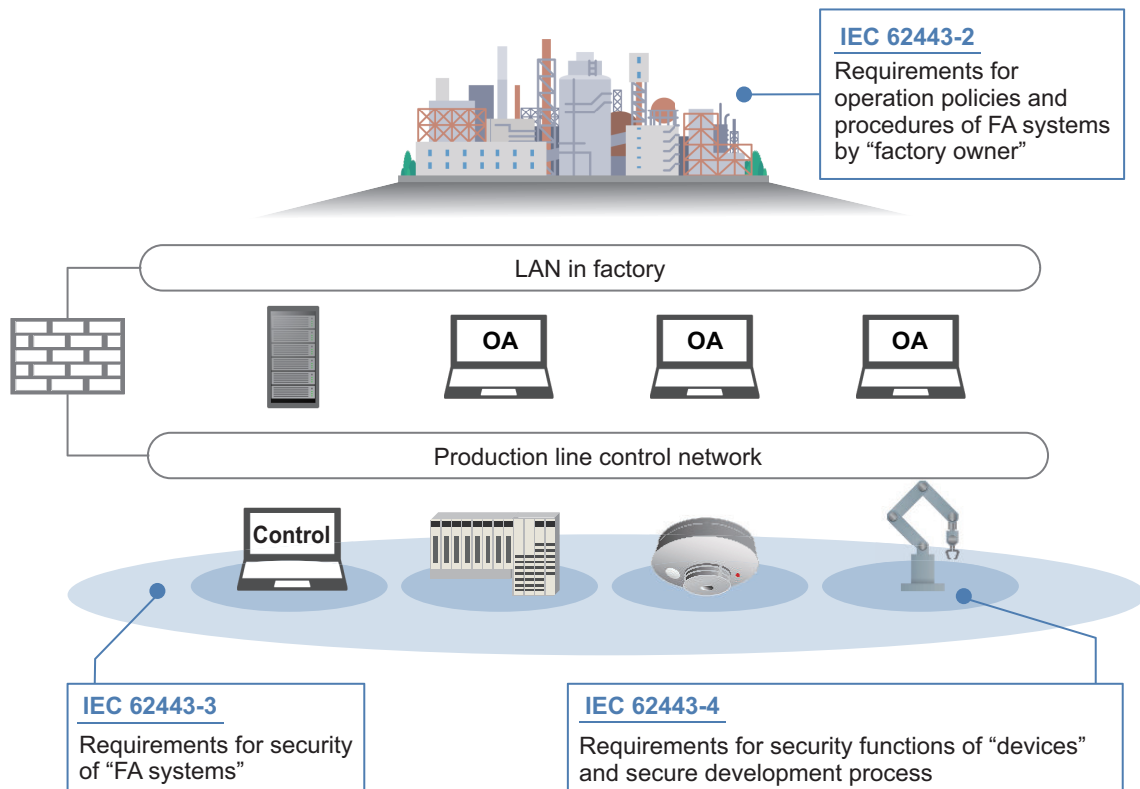 IEC 62443-2
Requirements for
operation policies and
procedures of FA systems
by “factory owner”
LAN in factory
OA
OA
OA
Production line control network
Control
IEC 62443-3
Requirements for security
of “FA systems”
IEC 62443-4
Requirements for security functions of “devices”
and secure development process